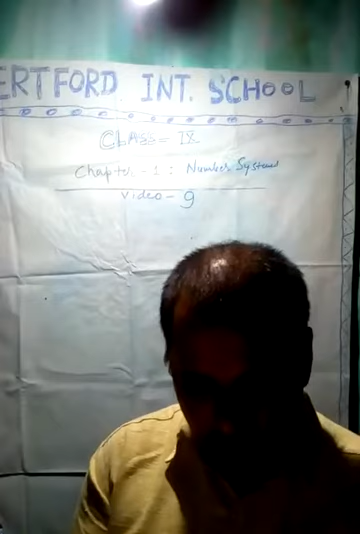 ERTFORD INT. SCHOOL
CLASS - IX
Chapter - 1 : Number System
Video - 9